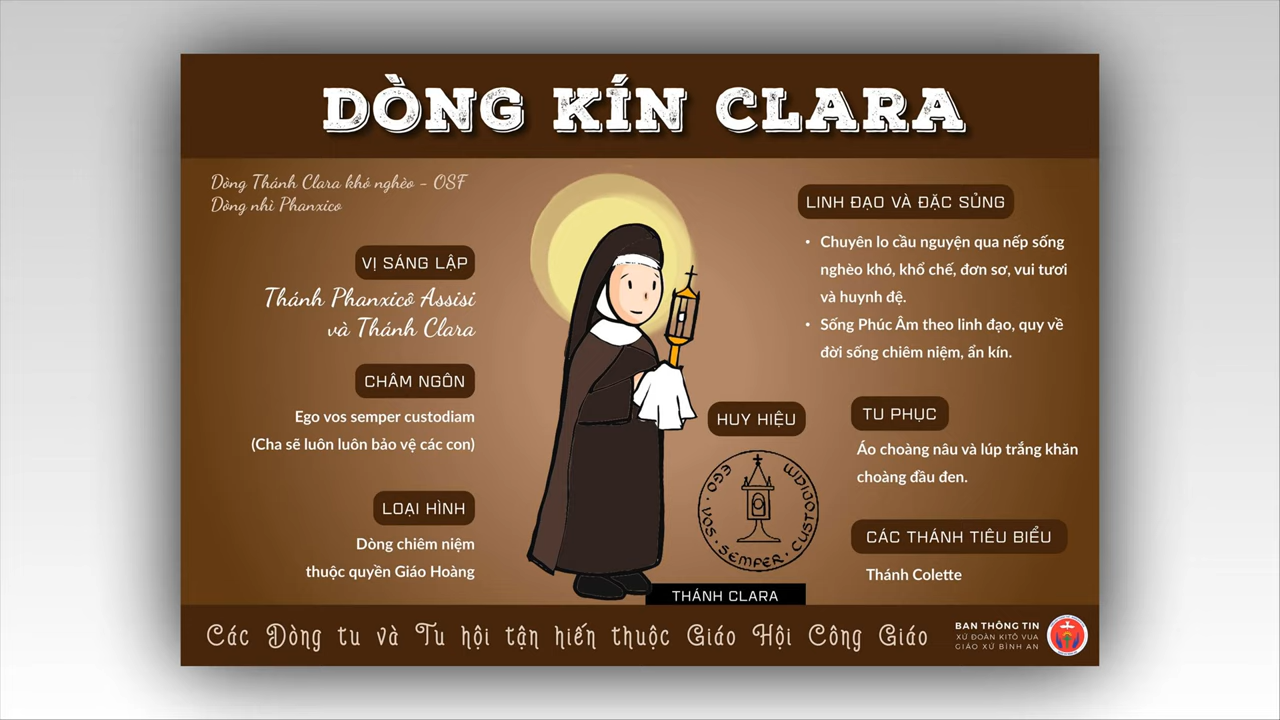 DÒNG KÍN CLARA
Dòng Thánh Clara khó nghèo - OSF
Dòng nhì Phanxico
VỊ SÁNG LẬP
Thánh Phanxicô Assisi
và Thánh Clara
CHÂM NGÔN
Ego vos semper custodiam
(Cha sẽ luôn luôn bảo vệ các con)
LOẠI HÌNH
Dòng chiêm niệm
thuộc quyền Giáo Hoàng
HUY HIỆU
EGO · VOS · SEMPER · CUSTODIAM
THÁNH CLARA
LINH ĐẠO VÀ ĐẶC SỦNG
• Chuyên lo cầu nguyện qua nếp sống
nghèo khó, khổ chế, đơn sơ, vui tươi
và huynh đệ.
• Sống Phúc Âm theo linh đạo, quy về
đời sống chiêm niệm, ẩn kín.
TU PHỤC
Áo choàng nâu và lúp trắng khăn
choàng đầu đen.
CÁC THÁNH TIÊU BIỂU
Thánh Colette
Các Dòng tu và Tu hội tận hiến thuộc Giáo Hội Công Giáo
BAN THÔNG TIN
XỨ ĐOÀN KITÔ VUA
GIÁO XỨ BÌNH AN